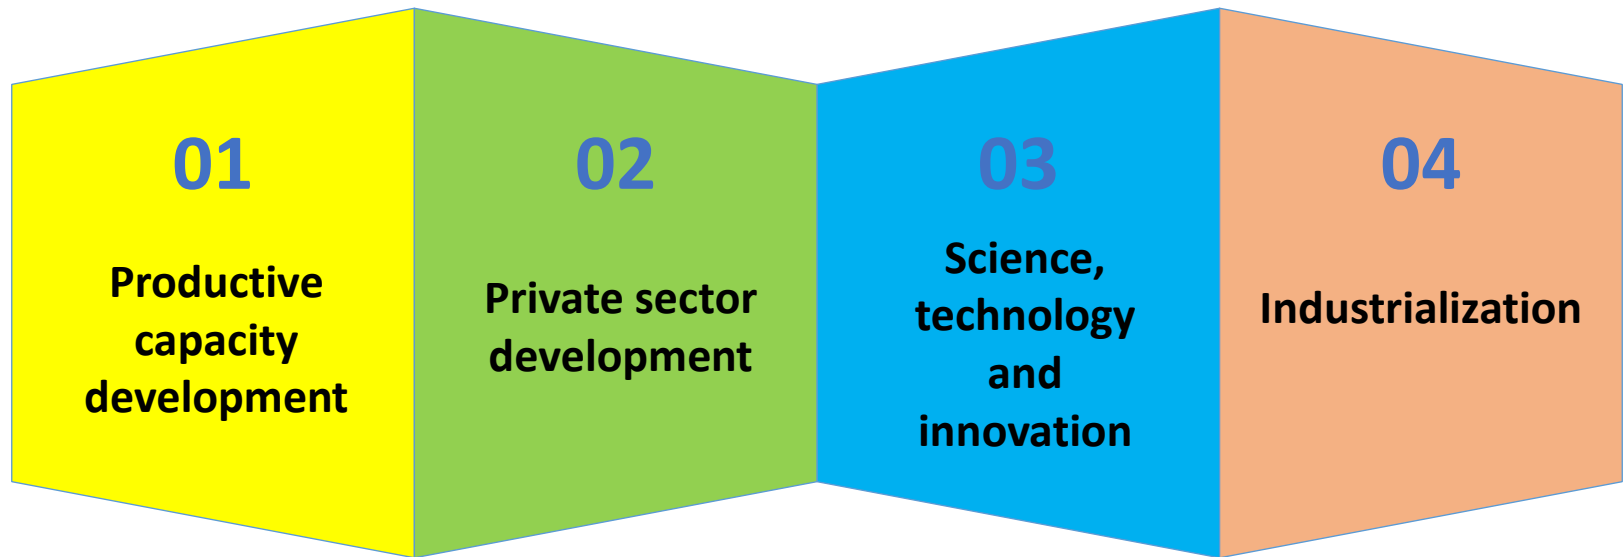 01
Productive
capacity
development
02
Private sector
development
03
Science,
technology
and
innovation
04
Industrialization